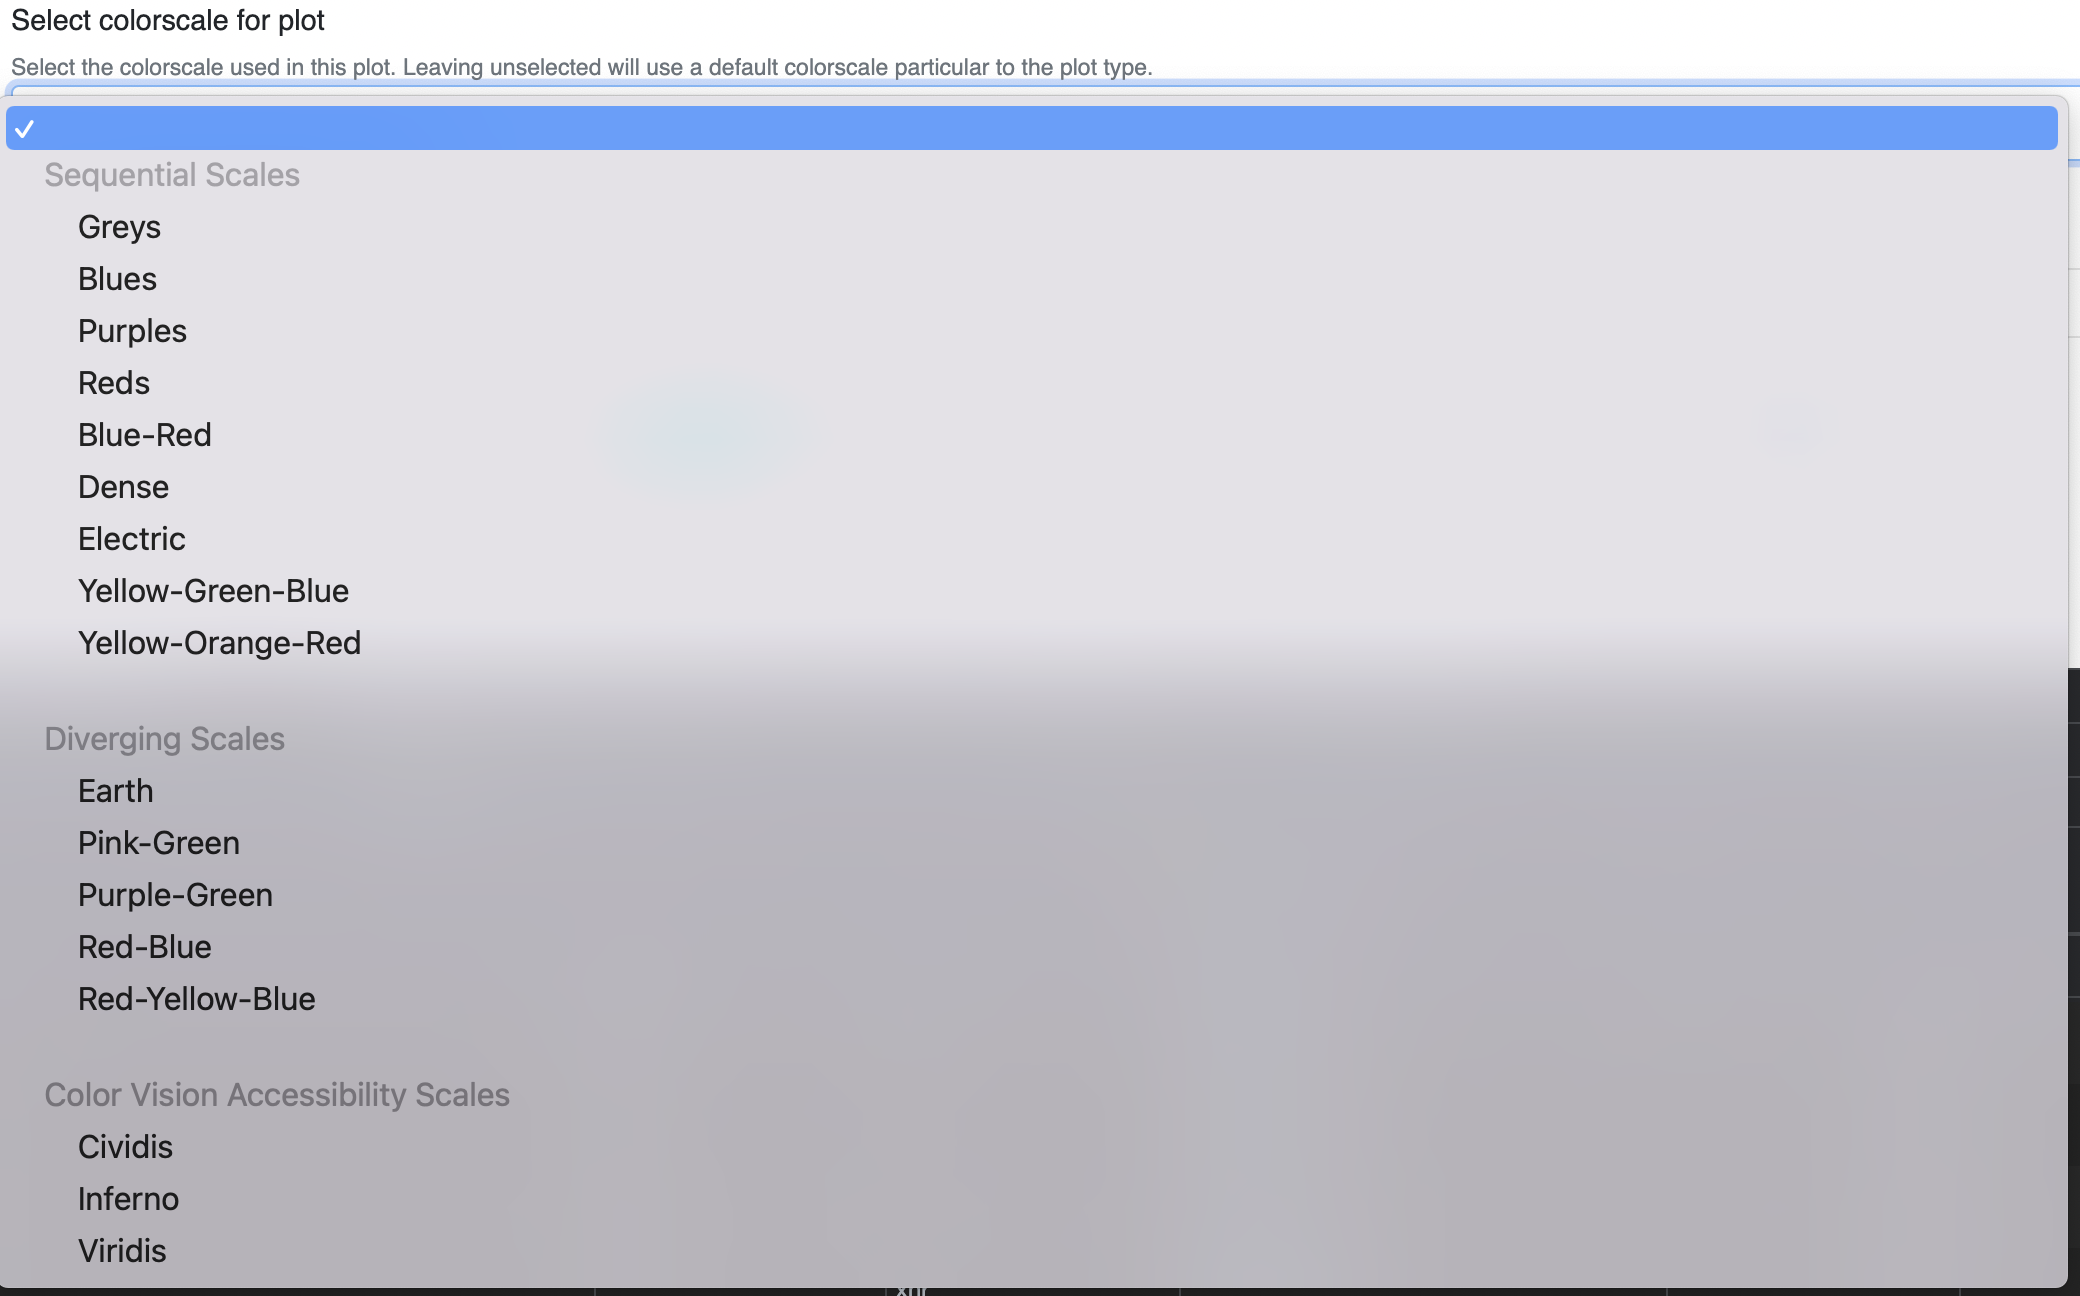 Select colorscale for plot
Select the colorscale used in this plot. Leaving unselected will use a default colorscale particular to the plot type.
Sequential Scales
Greys
Blues
Purples
Reds
Blue-Red
Dense
Electric
Yellow-Green-Blue
Yellow-Orange-Red
Diverging Scales
Earth
Pink-Green
Purple-Green
Red-Blue
Red-Yellow-Blue
Color Vision Accessibility Scales
Cividis
Inferno
Viridis